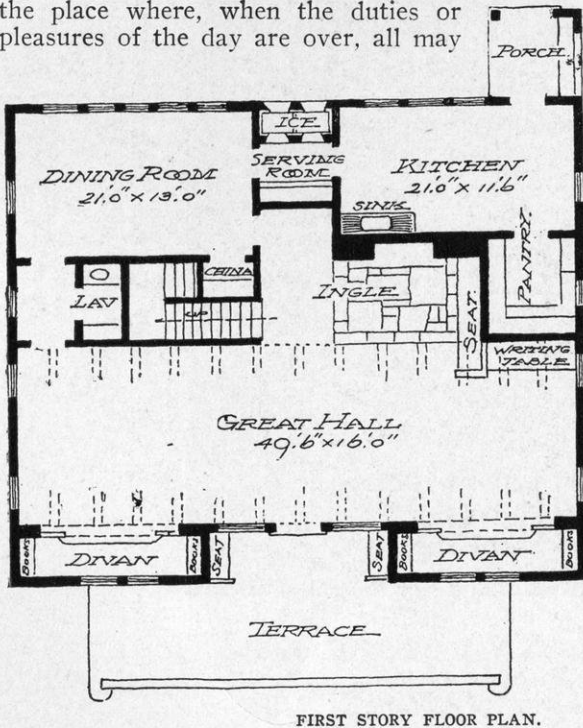 the place where, when the duties or
pleasures of the day are over, all may
PORCH
ICE
DINING ROOM
21'0" X 13'0"
SERVING
ROOM
KITCHEN
21'0" X 11'6"
SINK
PANTRY
LAV
CHINA
UP
INGLE
SEAT
WRITING
TABLE
GREAT HALL
49'6" X 16'0"
BOOKS
DIVAN
BOOKS
SEAT
SEAT
BOOKS
DIVAN
BOOKS
TERRACE
FIRST STORY FLOOR PLAN.